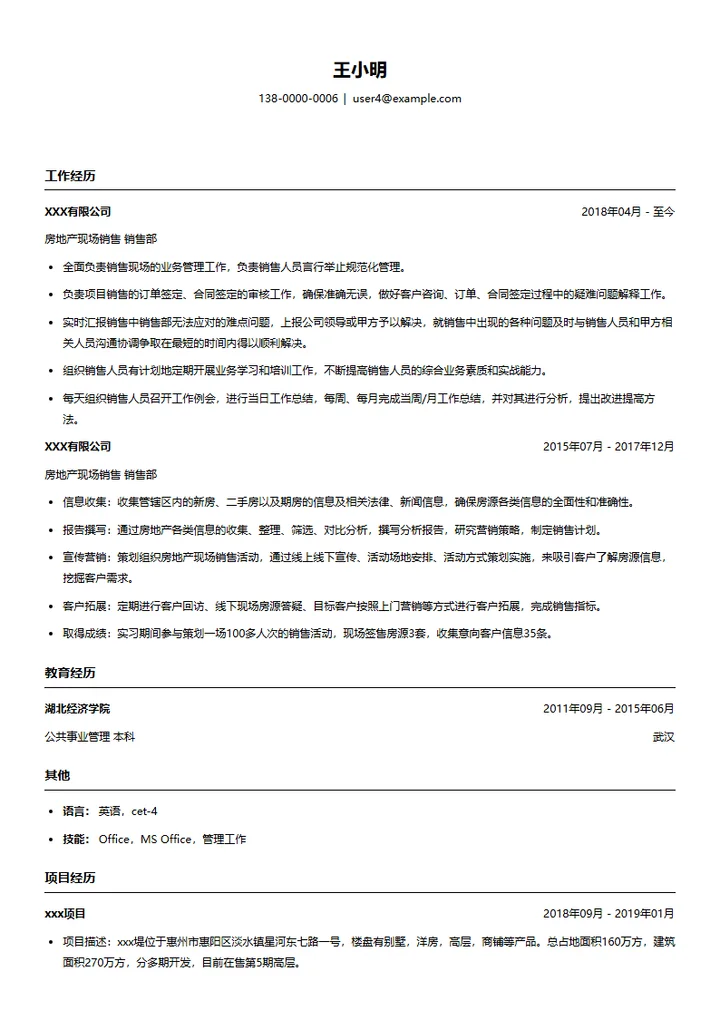 王小明
138-0000-0006 | user4@example.com
工作经历
XXX有限公司 2018年04月 - 至今
房地产现场销售 销售部
• 全面负责销售现场的业务管理工作，负责销售人员言行举止规范化管理。
• 负责项目销售的订单签定、合同签定的审核工作，确保准确无误，做好客户咨询、订单、合同签定过程中的疑难问题解释工作。
• 实时汇报销售中销售部无法应对的难点问题，上报公司领导或甲方予以解决，就销售中出现的各种问题及时与销售人员和甲方相
关人员沟通协调争取在最短的时间内得以顺利解决。
• 组织销售人员有计划地定期开展业务学习和培训工作，不断提高销售人员的综合业务素质和实战能力。
• 每天组织销售人员召开工作例会，进行当日工作总结，每周、每月完成当周/月工作总结，并对其进行分析，提出改进提高方
法。
XXX有限公司 2015年07月 - 2017年12月
房地产现场销售 销售部
• 信息收集：收集管辖区内的新房、二手房以及期房的信息及相关法律、新闻信息，确保房源各类信息的全面性和准确性。
• 报告撰写：通过房地产各类信息的收集、整理、筛选、对比分析，撰写分析报告，研究营销策略，制定销售计划。
• 宣传营销：策划组织房地产现场销售活动，通过线上线下宣传、活动场地安排、活动方式策划实施，来吸引客户了解房源信息，
挖掘客户需求。
• 客户拓展：定期进行客户回访、线下现场房源答疑、目标客户按照上门营销等方式进行客户拓展，完成销售指标。
• 取得成绩：实习期间参与策划一场100多人次的销售活动，现场签售房源3套，收集意向客户信息35条。
教育经历
湖北经济学院 2011年09月 - 2015年06月
公共事业管理 本科 武汉
其他
• 语言： 英语，cet-4
• 技能： Office，MS Office，管理工作
项目经历
xxx项目 2018年09月 - 2019年01月
• 项目描述：xxx堤位于惠州市惠阳区淡水镇星河东七路一号，楼盘有别墅，洋房，高层，商铺等产品。总占地面积160万方，建筑
面积270万方，分多期开发，目前在售第5期高层。